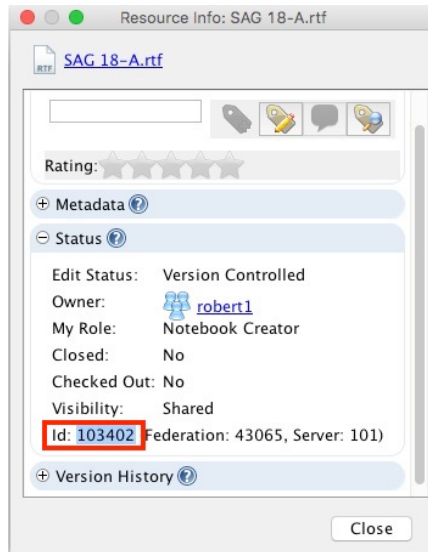 Resource Info: SAG 18-A.rtf
RTF
SAG 18-A.rtf
Rating:
Metadata ?
Status ?
Edit Status: Version Controlled
Owner: robert1
My Role: Notebook Creator
Closed: No
Checked Out: No
Visibility: Shared
Id: 103402 Federation: 43065, Server: 101)
Version History ?
Close